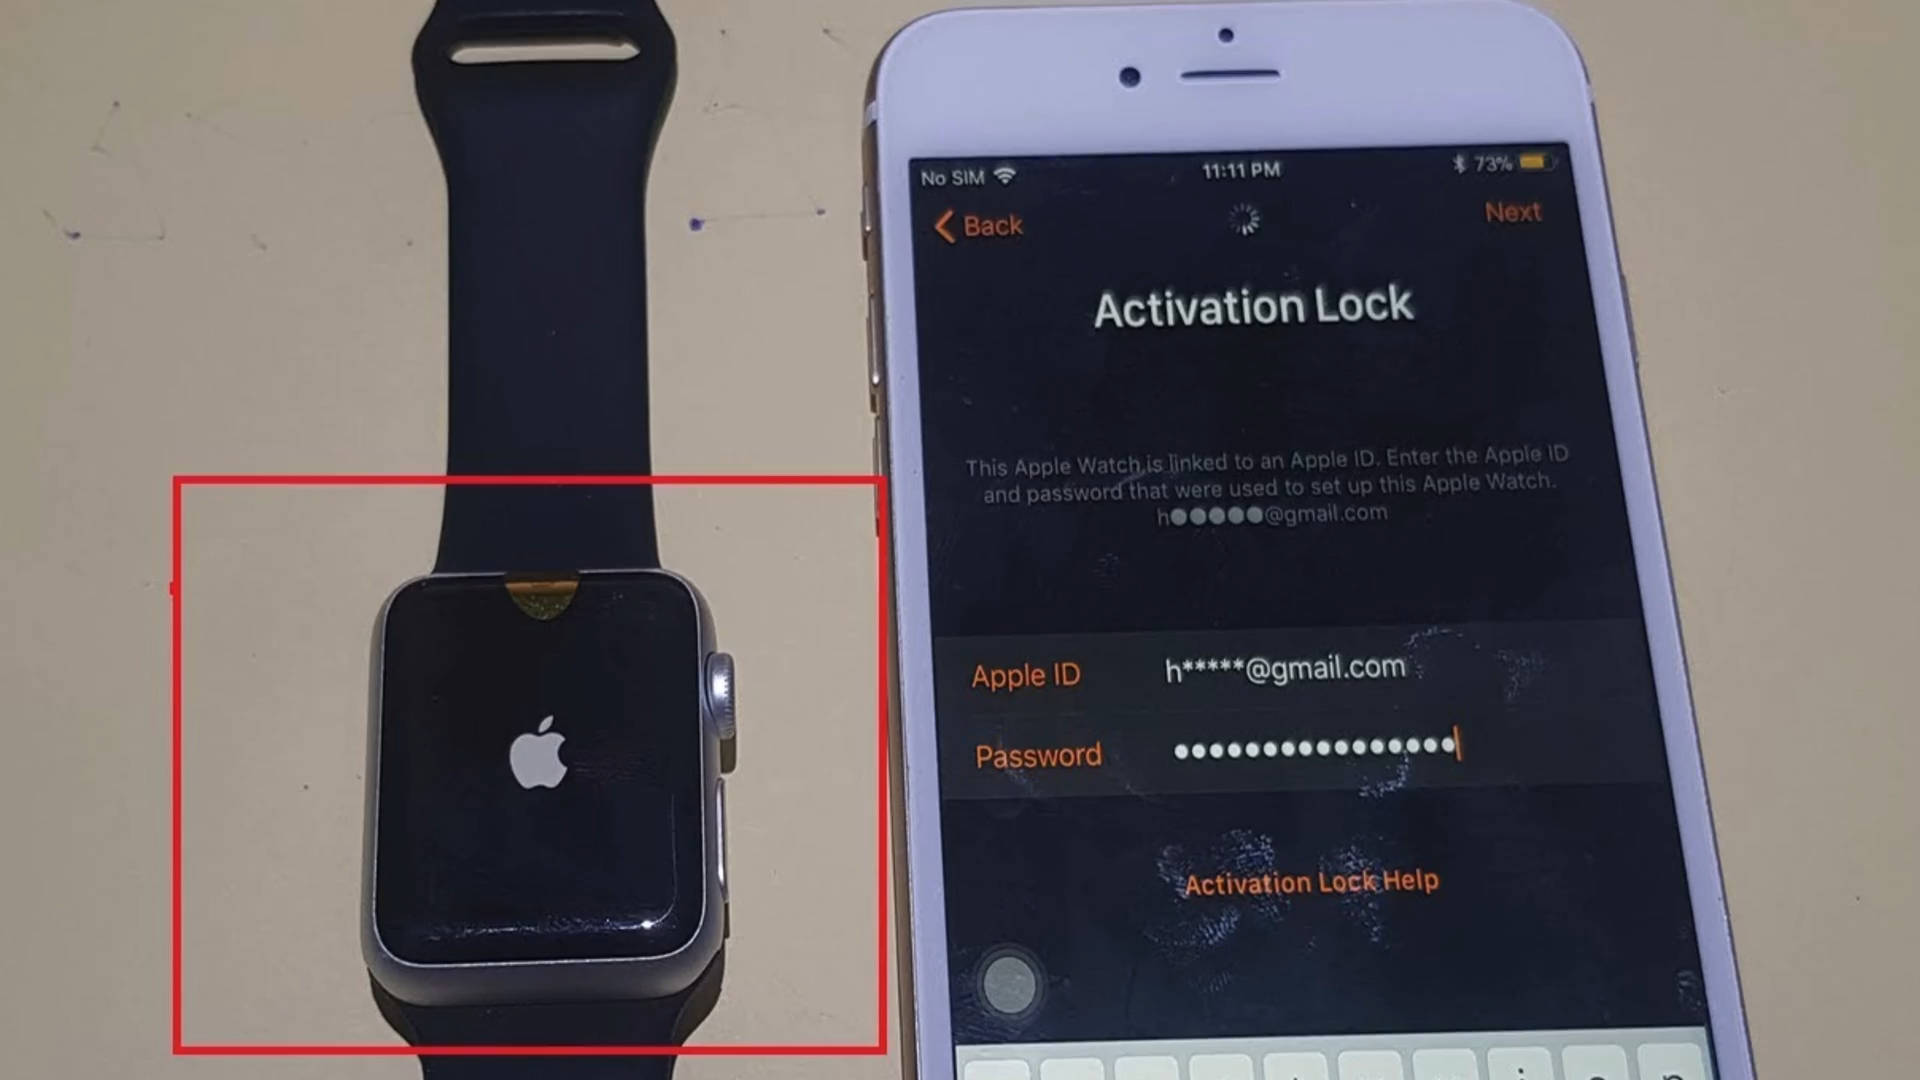 No SIM 11:11 PM 73%
Back Next
Activation Lock
This Apple Watch is linked to an Apple ID. Enter the Apple ID
and password that were used to set up this Apple Watch.
h●●●●●@gmail.com
Apple ID h*****@gmail.com
Password ●●●●●●●●●●●●●●●●
Activation Lock Help